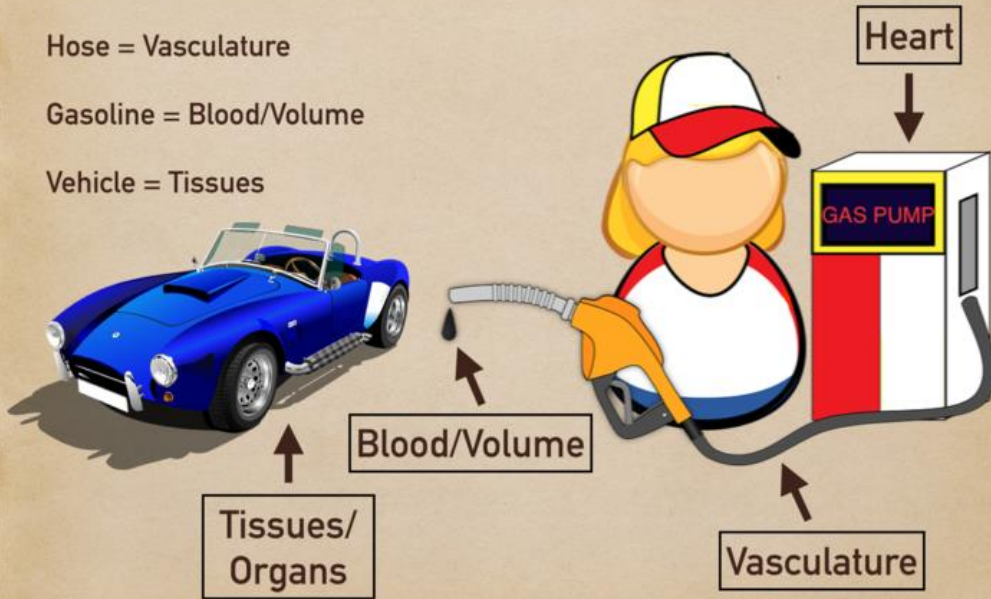 Hose = Vasculature
Gasoline = Blood/Volume
Vehicle = Tissues
Heart
GAS PUMP
Blood/Volume
Tissues/
Organs
Vasculature